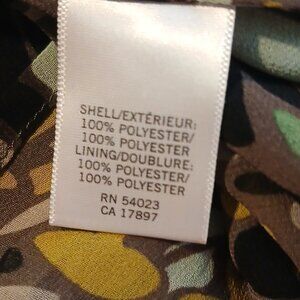 SHELL/EXTÉRIEUR:
100% POLYESTER/
100% POLYESTER
LINING/DOUBLURE:
100% POLYESTER/
100% POLYESTER
RN 54023
CA 17897